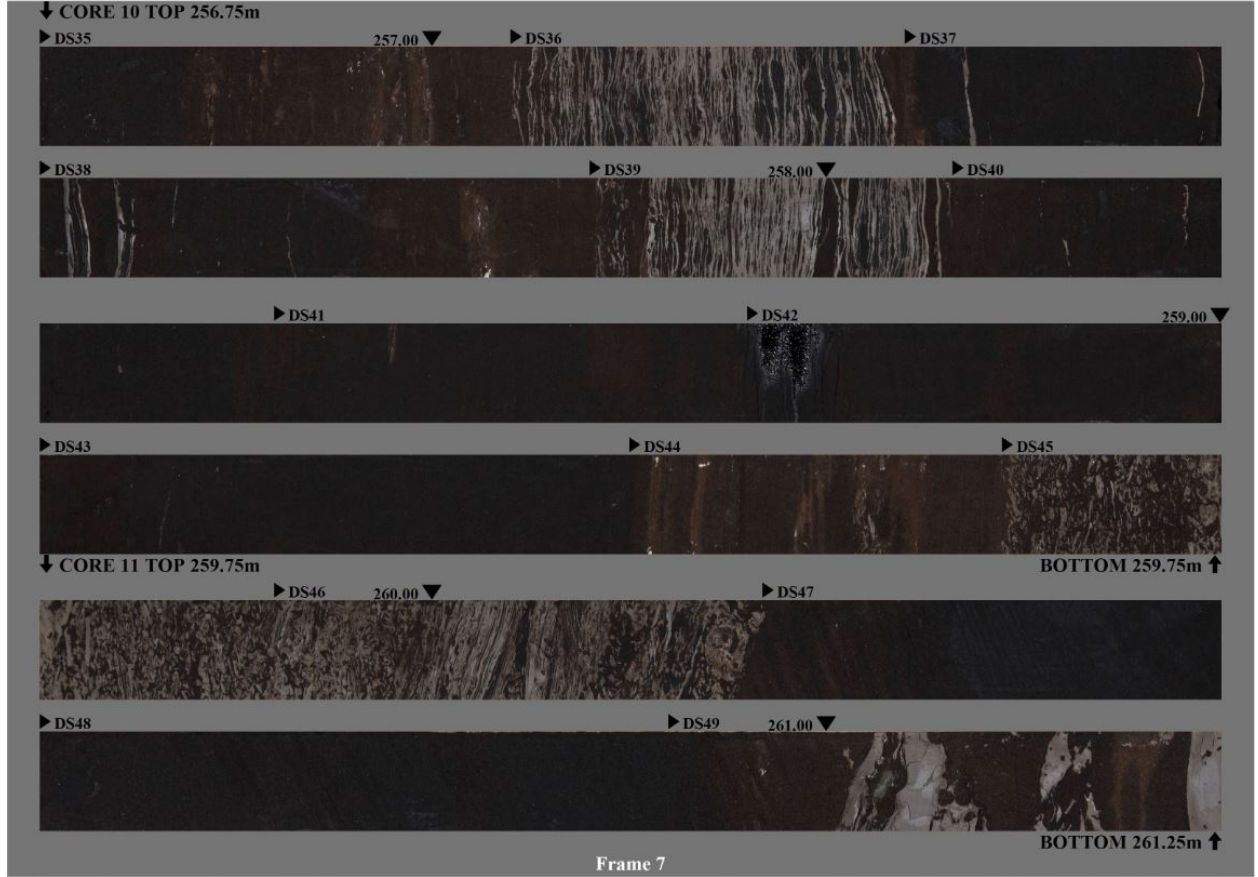 CORE 10 TOP 256.75m
DS35 257.00 DS36 DS37
DS38 DS39 258.00 DS40
DS41 DS42 259.00
DS43 DS44 DS45
CORE 11 TOP 259.75m BOTTOM 259.75m
DS46 260.00 DS47
DS48 DS49 261.00
BOTTOM 261.25m
Frame 7